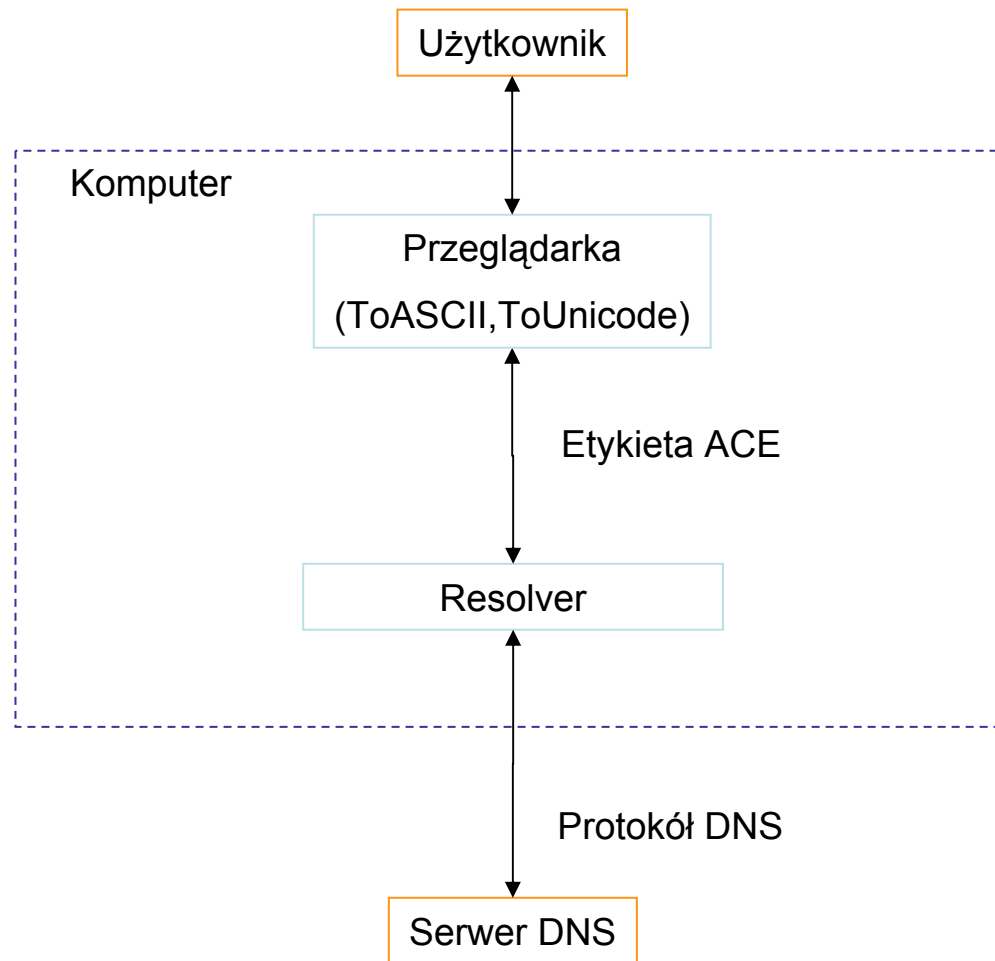 Użytkownik
Komputer
Przeglądarka
(ToASCII,ToUnicode)
Etykieta ACE
Resolver
Protokół DNS
Serwer DNS